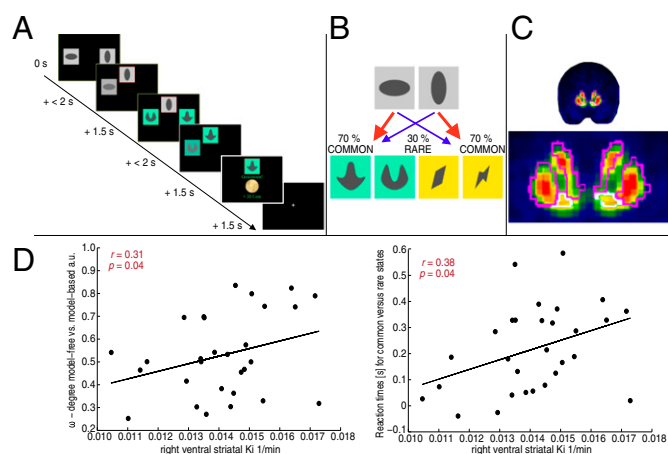 A
0 s
+ < 2 s
+ 1.5 s
+ < 2 s
+ 1.5 s
+ 1.5 s
B
70 % 30 % 70 %
COMMON RARE COMMON
C
D
r = 0.31
p = 0.04
ω – degree model-free vs. model-based a.u.
1.0
0.9
0.8
0.7
0.6
0.5
0.4
0.3
0.2
0.010 0.011 0.012 0.013 0.014 0.015 0.016 0.017 0.018
right ventral striatal Ki 1/min
r = 0.38
p = 0.04
Reaction times [s] for common versus rare states
0.6
0.5
0.4
0.3
0.2
0.1
0
-0.1
0.010 0.011 0.012 0.013 0.014 0.015 0.016 0.017 0.018
right ventral striatal Ki 1/min